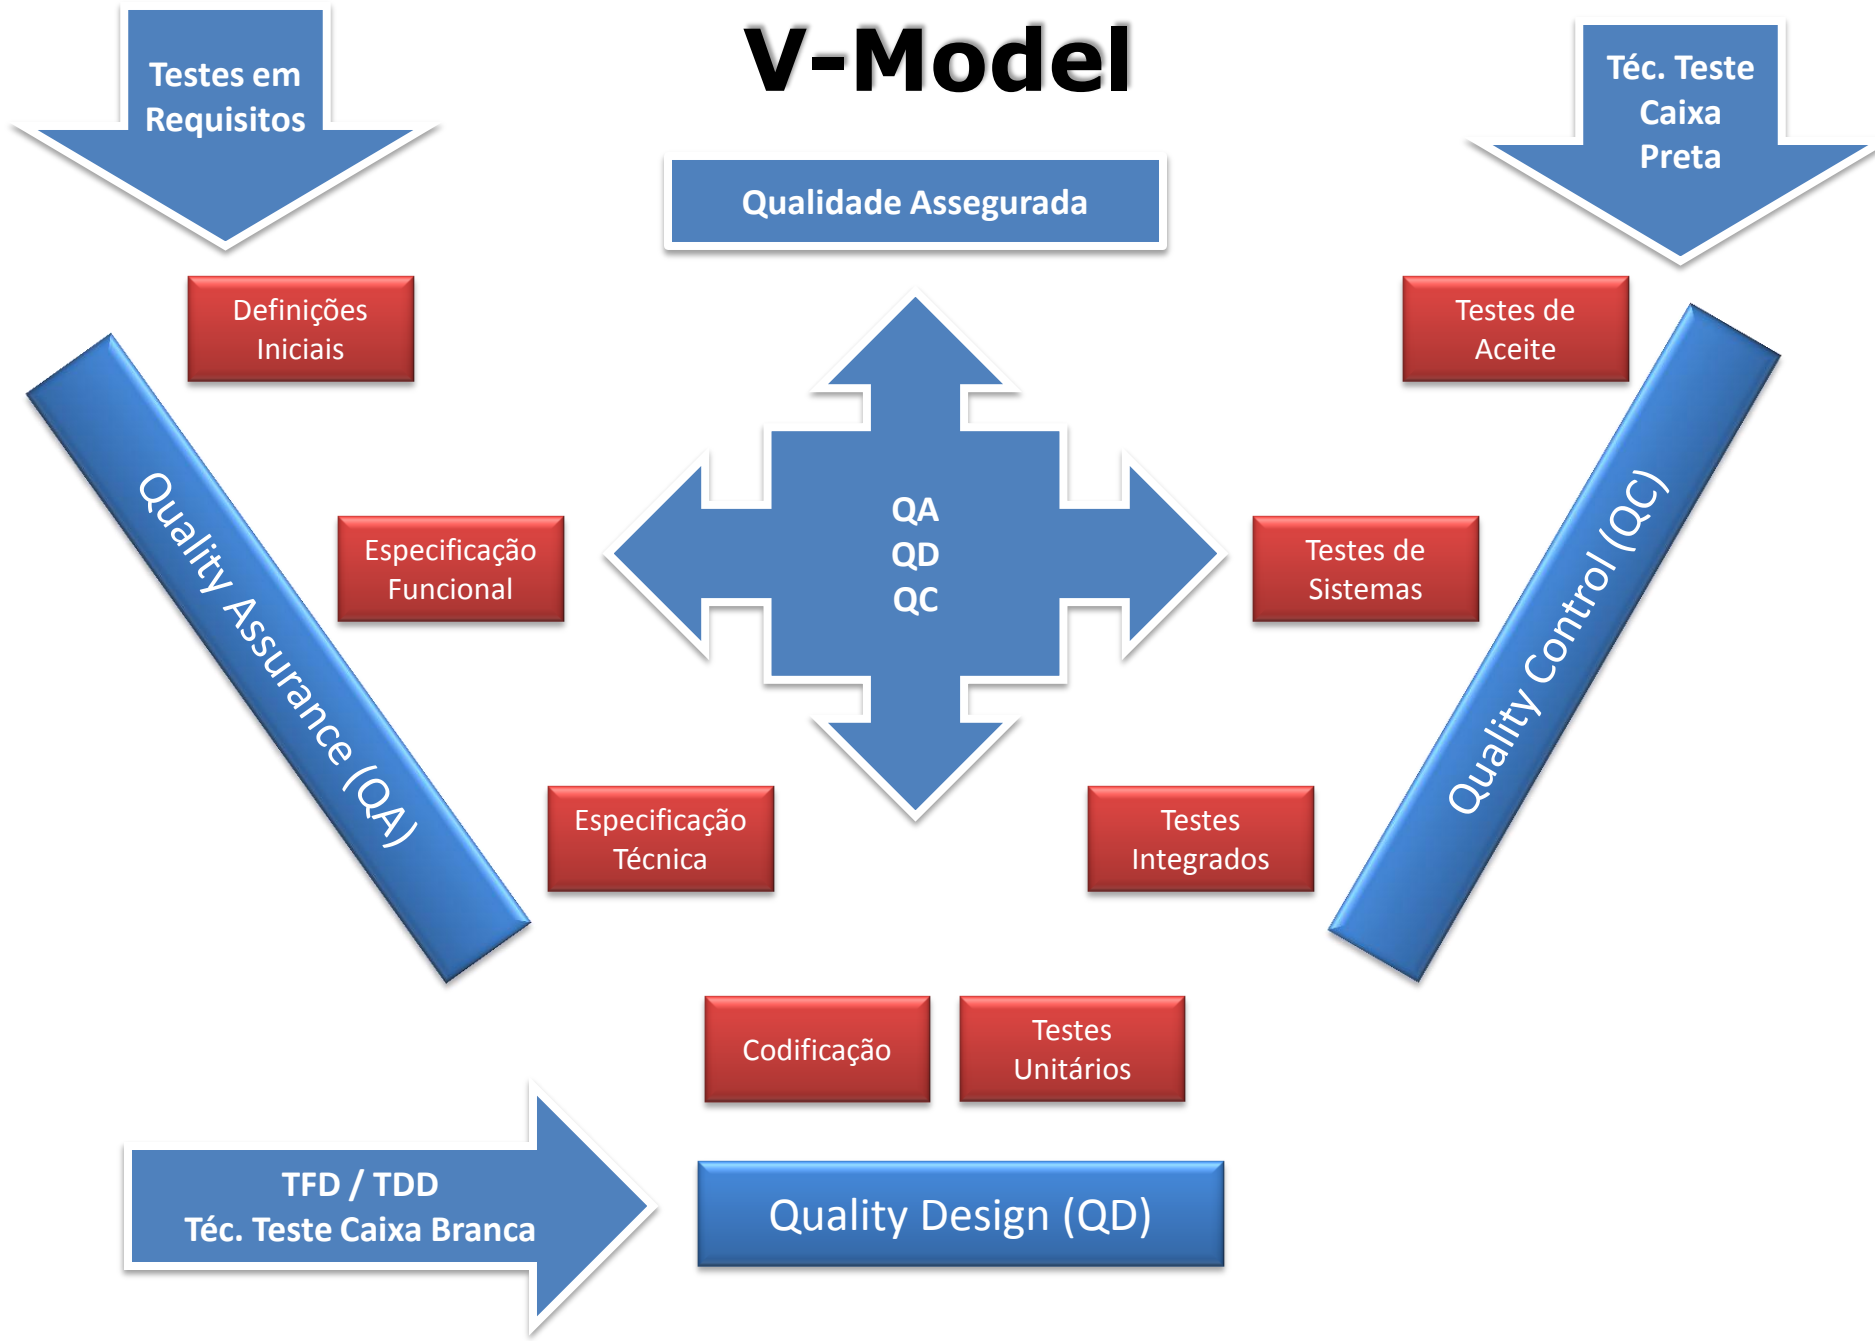 V-Model
Testes em
Requisitos
Téc. Teste
Caixa
Preta
Qualidade Assegurada
Definições
Iniciais
Testes de
Aceite
Quality Assurance (QA)
Especificação
Funcional
QA
QD
QC
Testes de
Sistemas
Quality Control (QC)
Especificação
Técnica
Testes
Integrados
Codificação
Testes
Unitários
TFD / TDD
Téc. Teste Caixa Branca
Quality Design (QD)